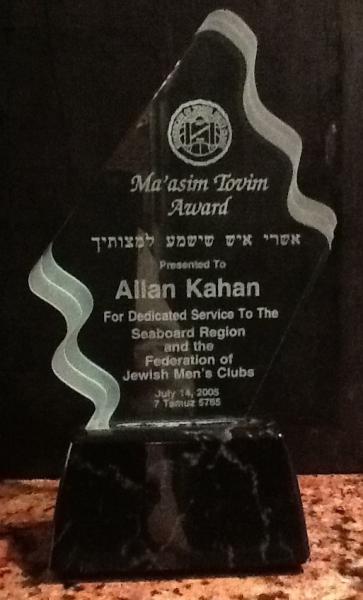 Ma'asim Tovim
Award
אשרי איש שישמע למצותיך
Presented To
Allan Kahan
For Dedicated Service To The
Seaboard Region
and the
Federation of
Jewish Men's Clubs
July 14, 2005
7 Tamuz 5765